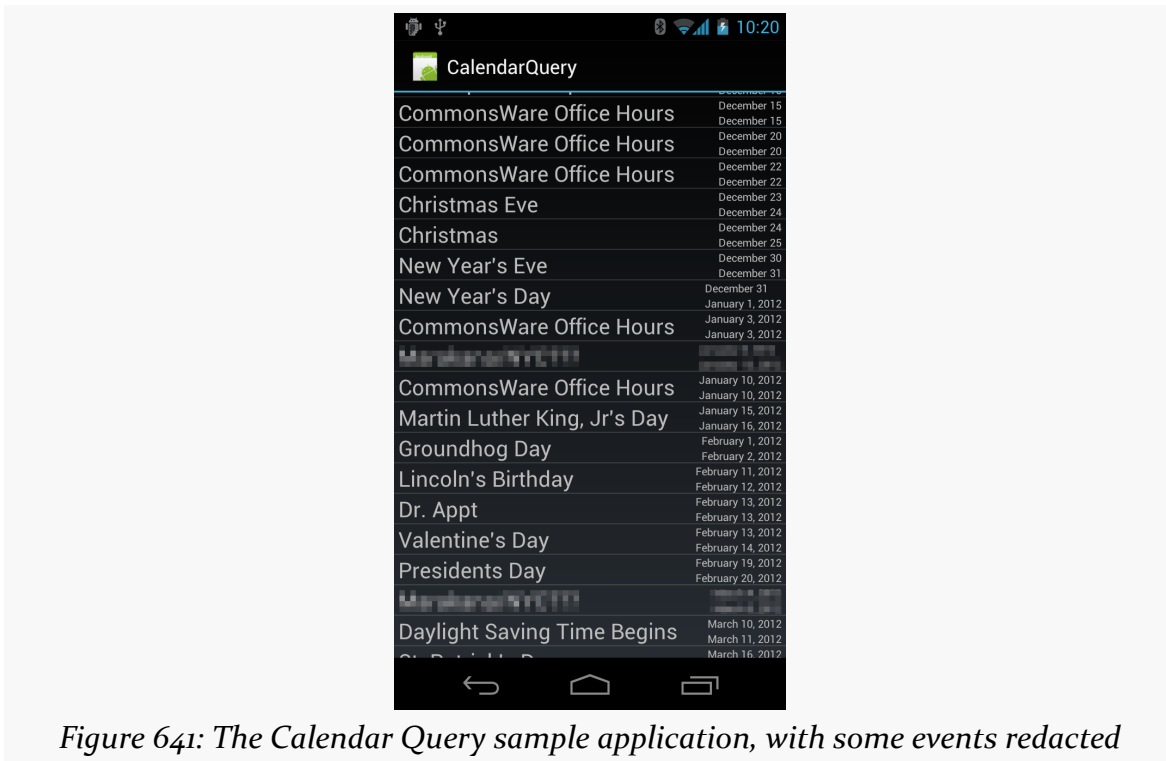 10:20
CalendarQuery
CommonsWare Office Hours
December 15
December 15
CommonsWare Office Hours
December 20
December 20
CommonsWare Office Hours
December 22
December 22
Christmas Eve
December 23
December 24
Christmas
December 24
December 25
New Year's Eve
December 30
December 31
New Year's Day
December 31
January 1, 2012
CommonsWare Office Hours
January 3, 2012
January 3, 2012
CommonsWare Office Hours
January 10, 2012
January 10, 2012
Martin Luther King, Jr's Day
January 15, 2012
January 16, 2012
Groundhog Day
February 1, 2012
February 2, 2012
Lincoln's Birthday
February 11, 2012
February 12, 2012
Dr. Appt
February 13, 2012
February 13, 2012
Valentine's Day
February 13, 2012
February 14, 2012
Presidents Day
February 19, 2012
February 20, 2012
Daylight Saving Time Begins
March 10, 2012
March 11, 2012
March 16, 2012
Figure 641: The Calendar Query sample application, with some events redacted